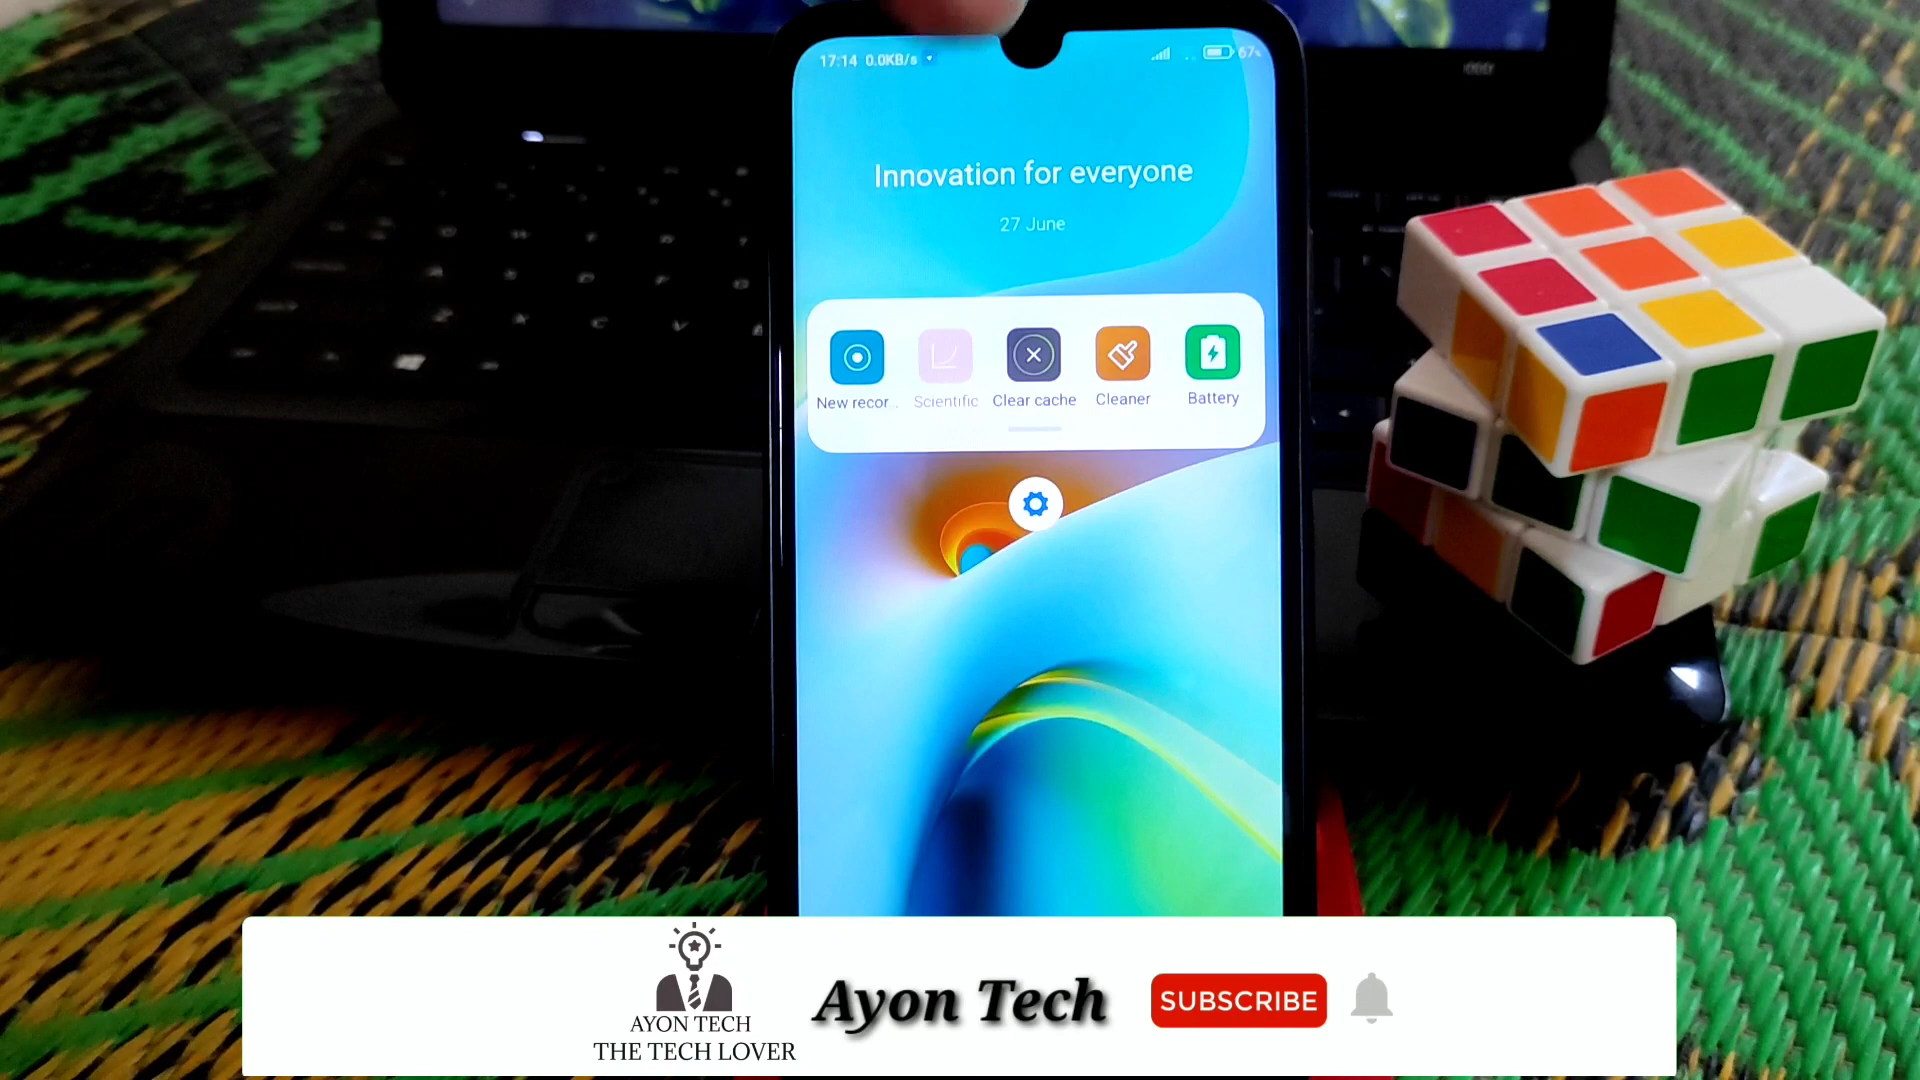 17:14 0.0KB/s
67%
Innovation for everyone
27 June
New recor...
Scientific
Clear cache
Cleaner
Battery
AYON TECH
THE TECH LOVER
Ayon Tech
SUBSCRIBE